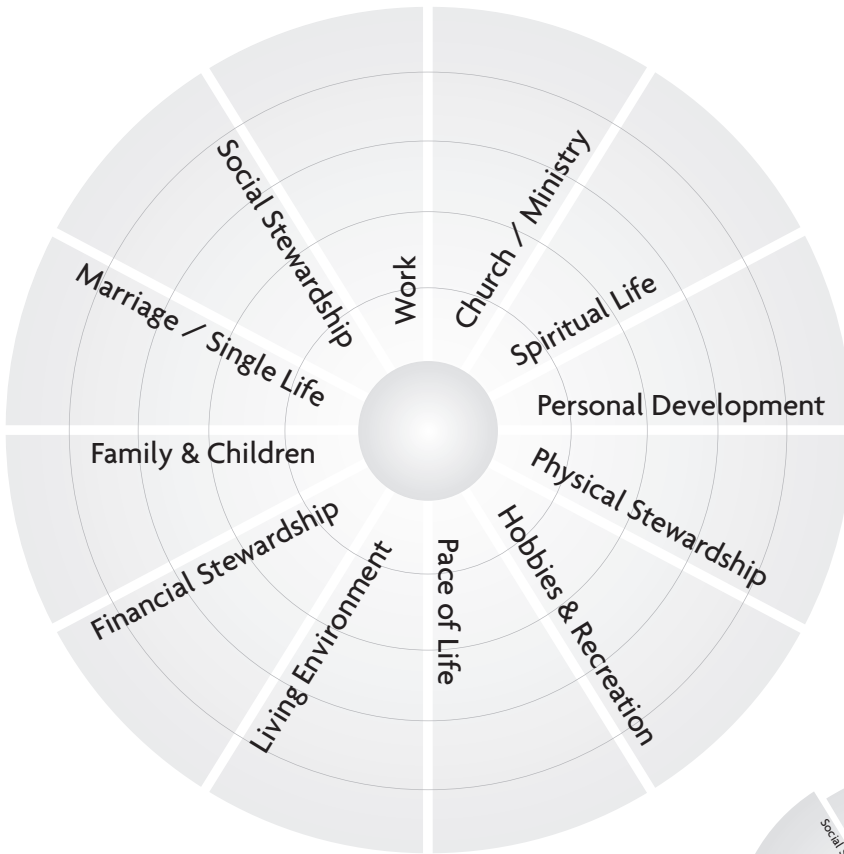 Church / Ministry
Spiritual Life
Personal Development
Physical Stewardship
Hobbies & Recreation
Pace of Life
Living Environment
Financial Stewardship
Family & Children
Marriage / Single Life
Social Stewardship
Work
Social